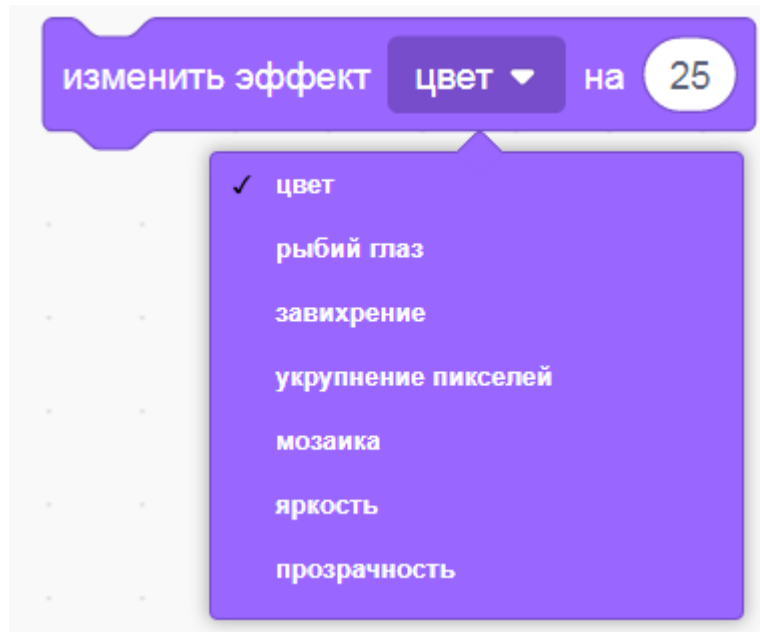 изменить эффект цвет на 25
цвет
рыбий глаз
завихрение
укрупнение пикселей
мозаика
яркость
прозрачность